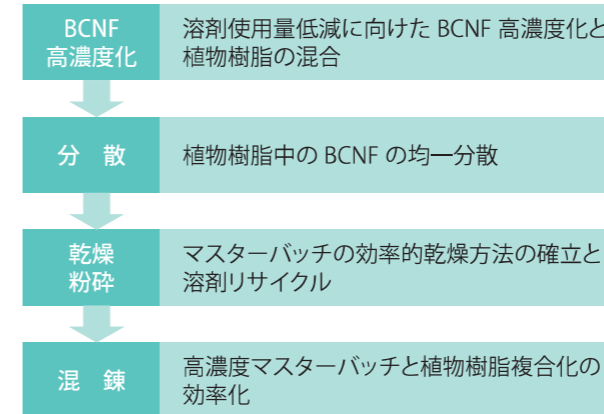 BCNF
高濃度化
溶剤使用量低減に向けた BCNF 高濃度化と
植物樹脂の混合
分　散
植物樹脂中の BCNF の均一分散
乾燥
粉砕
マスターバッチの効率的乾燥方法の確立と
溶剤リサイクル
混　錬
高濃度マスターバッチと植物樹脂複合化の
効率化